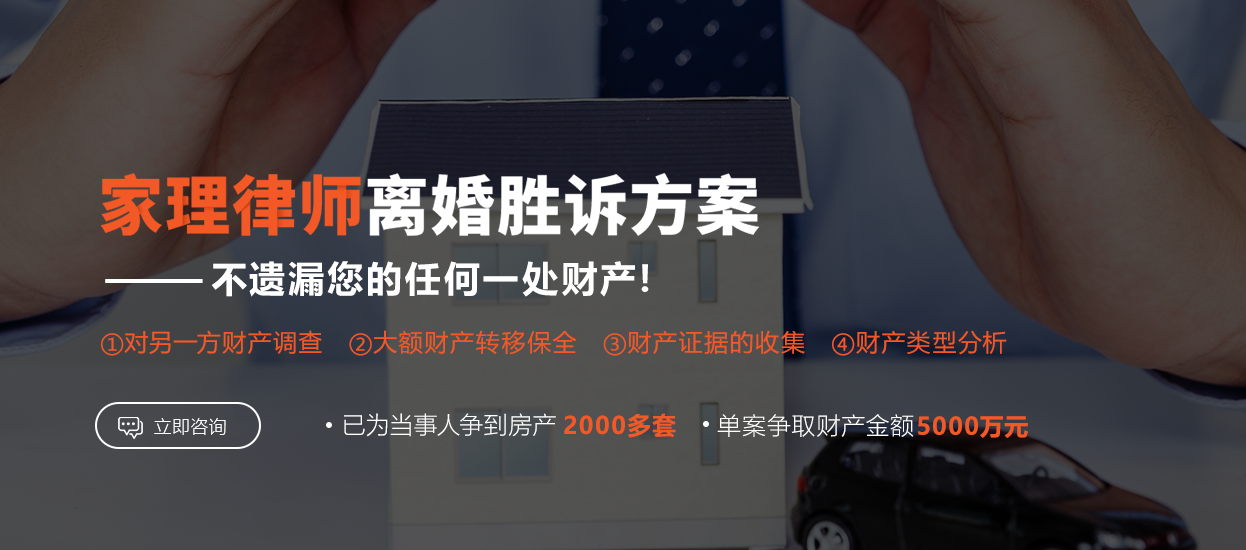 家理律师离婚胜诉方案
——不遗漏您的任何一处财产!
①对另一方财产调查 ②大额财产转移保全 ③财产证据的收集 ④财产类型分析
立即咨询 • 已为当事人争到房产 2000多套 • 单案争取财产金额5000万元